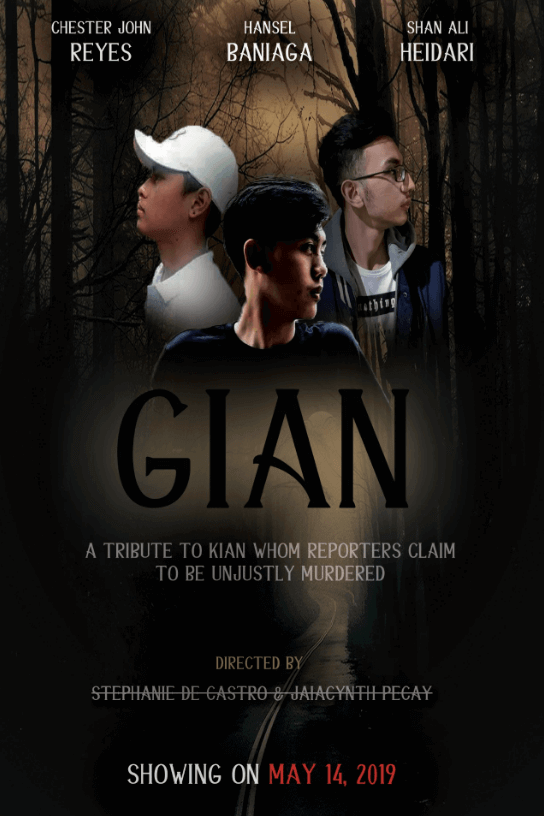 CHESTER JOHN
REYES
HANSEL
BANIAGA
SHAN ALI
HEIDARI
nothing
GIAN
A TRIBUTE TO KIAN WHOM REPORTERS CLAIM
TO BE UNJUSTLY MURDERED
DIRECTED BY
STEPHANIE DE CASTRO & JAIACYNTH PECAY
SHOWING ON MAY 14, 2019